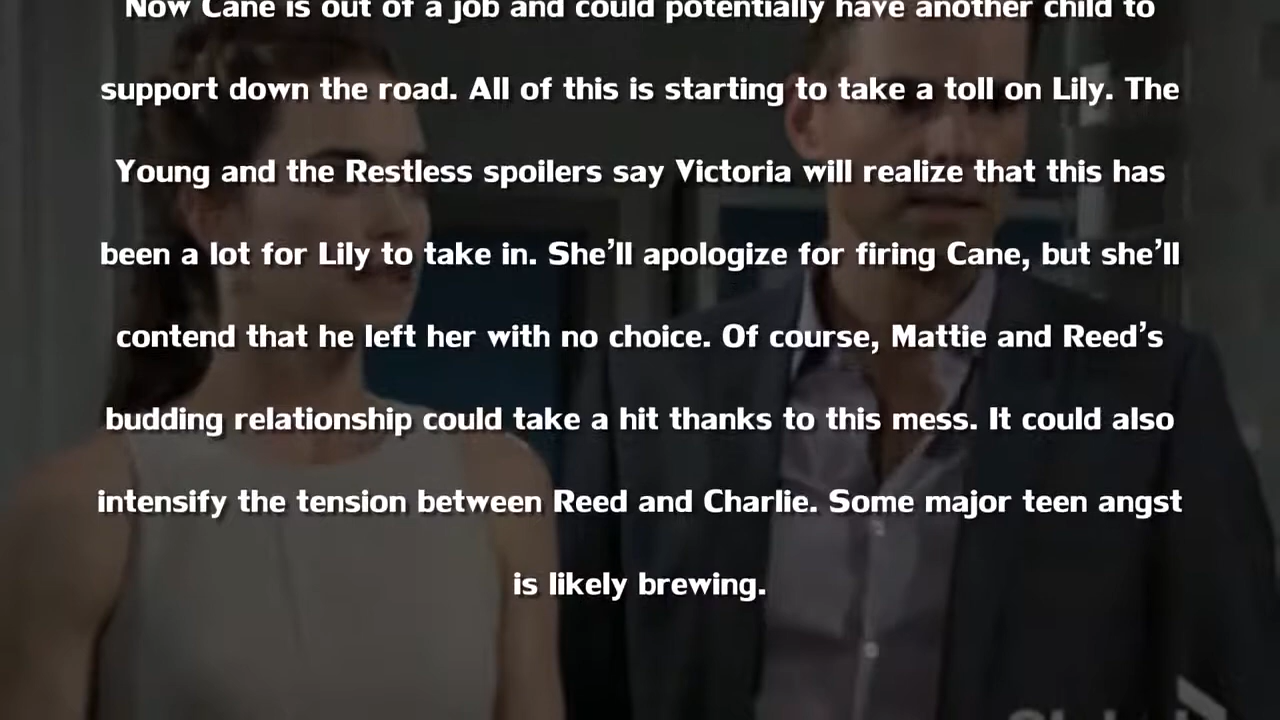 Now Cane is out of a job and could potentially have another child to
support down the road. All of this is starting to take a toll on Lily. The
Young and the Restless spoilers say Victoria will realize that this has
been a lot for Lily to take in. She’ll apologize for firing Cane, but she’ll
contend that he left her with no choice. Of course, Mattie and Reed’s
budding relationship could take a hit thanks to this mess. It could also
intensify the tension between Reed and Charlie. Some major teen angst
is likely brewing.